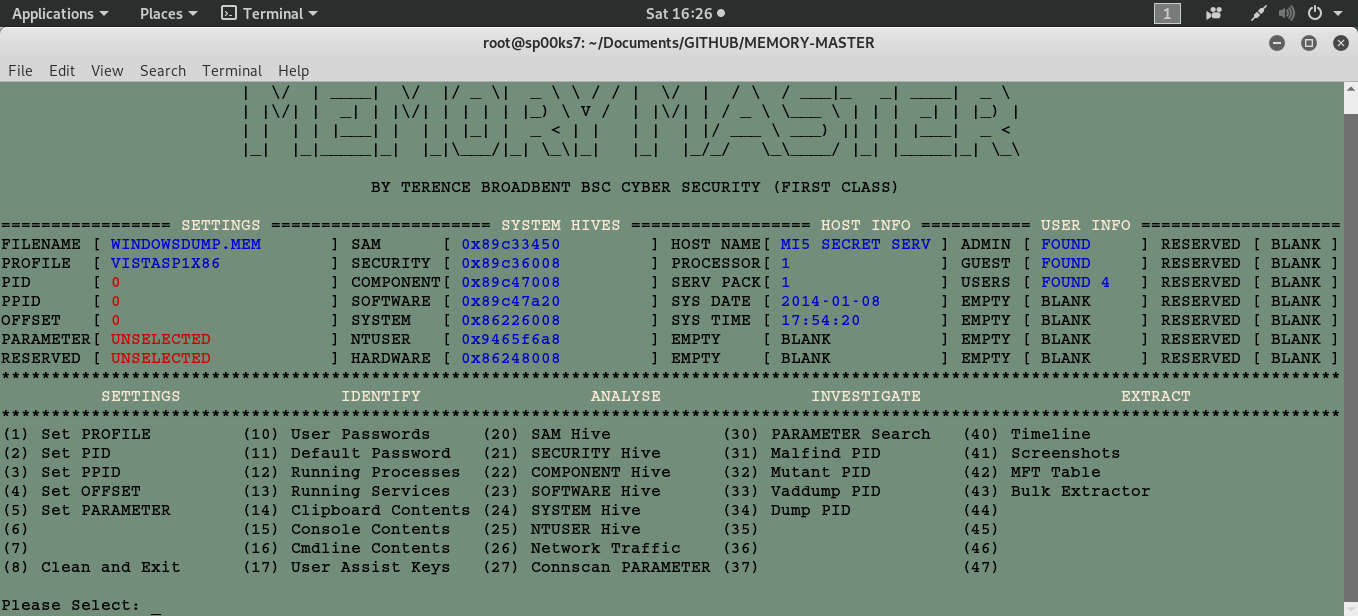 Applications Places Terminal Sat 16:26 1
root@sp00ks7: ~/Documents/GITHUB/MEMORY-MASTER
File Edit View Search Terminal Help
MEMORY MASTER
BY TERENCE BROADBENT BSC CYBER SECURITY (FIRST CLASS)
================= SETTINGS ====================== SYSTEM HIVES ================== HOST INFO =========== USER INFO ====================
FILENAME [ WINDOWSDUMP.MEM ] SAM [ 0x89c33450 ] HOST NAME[ MI5 SECRET SERV ] ADMIN [ FOUND ] RESERVED [ BLANK ]
PROFILE [ VISTASP1X86 ] SECURITY [ 0x89c36008 ] PROCESSOR[ 1 ] GUEST [ FOUND ] RESERVED [ BLANK ]
PID [ 0 ] COMPONENT[ 0x89c47008 ] SERV PACK[ 1 ] USERS [ FOUND 4 ] RESERVED [ BLANK ]
PPID [ 0 ] SOFTWARE [ 0x89c47a20 ] SYS DATE [ 2014-01-08 ] EMPTY [ BLANK ] RESERVED [ BLANK ]
OFFSET [ 0 ] SYSTEM [ 0x86226008 ] SYS TIME [ 17:54:20 ] EMPTY [ BLANK ] RESERVED [ BLANK ]
PARAMETER[ UNSELECTED ] NTUSER [ 0x9465f6a8 ] EMPTY [ BLANK ] EMPTY [ BLANK ] RESERVED [ BLANK ]
RESERVED [ UNSELECTED ] HARDWARE [ 0x86248008 ] EMPTY [ BLANK ] EMPTY [ BLANK ] RESERVED [ BLANK ]
**************************************************************************************************************************************
SETTINGS IDENTIFY ANALYSE INVESTIGATE EXTRACT
**************************************************************************************************************************************
(1) Set PROFILE (10) User Passwords (20) SAM Hive (30) PARAMETER Search (40) Timeline
(2) Set PID (11) Default Password (21) SECURITY Hive (31) Malfind PID (41) Screenshots
(3) Set PPID (12) Running Processes (22) COMPONENT Hive (32) Mutant PID (42) MFT Table
(4) Set OFFSET (13) Running Services (23) SOFTWARE Hive (33) Vaddump PID (43) Bulk Extractor
(5) Set PARAMETER (14) Clipboard Contents (24) SYSTEM Hive (34) Dump PID (44)
(6) (15) Console Contents (25) NTUSER Hive (35) (45)
(7) (16) Cmdline Contents (26) Network Traffic (36) (46)
(8) Clean and Exit (17) User Assist Keys (27) Connscan PARAMETER (37) (47)
Please Select: _